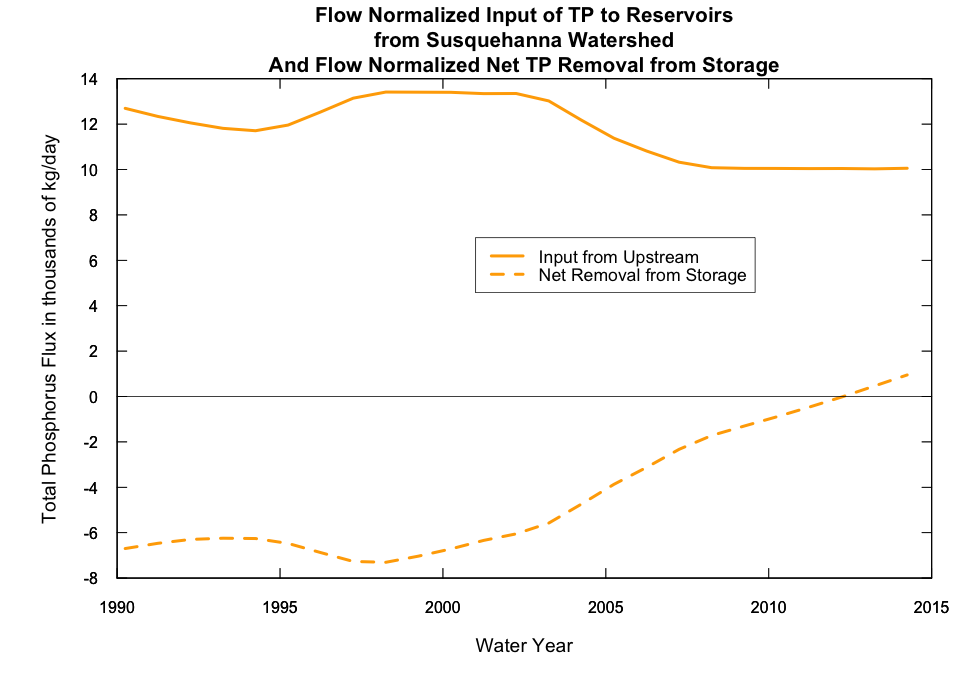 Flow Normalized Input of TP to Reservoirs
from Susquehanna Watershed
And Flow Normalized Net TP Removal from Storage
Total Phosphorus Flux in thousands of kg/day
14
12
10
8
6
4
2
0
-2
-4
-6
-8
Input from Upstream
Net Removal from Storage
1990 1995 2000 2005 2010 2015
Water Year